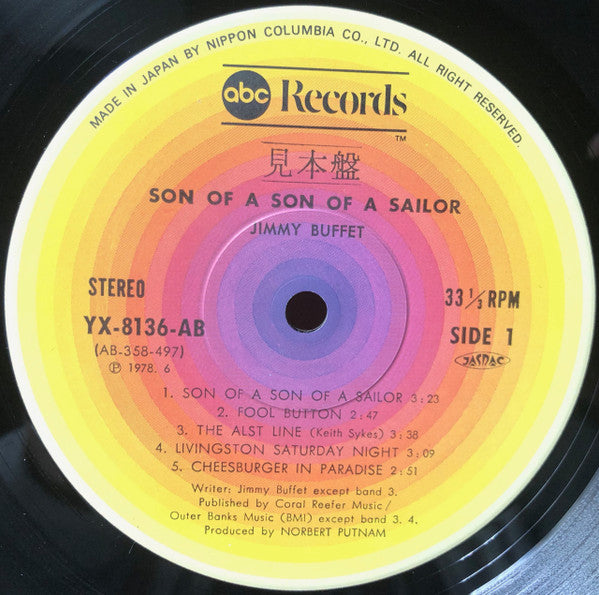 MADE IN JAPAN BY NIPPON COLUMBIA CO., LTD. ALL RIGHT RESERVED.
abc Records
TM
見本盤
SON OF A SON OF A SAILOR
JIMMY BUFFET
STEREO
33 1/3 RPM
YX-8136-AB
SIDE 1
(AB-358-497)
JASRAC
Ⓟ 1978. 6
1. SON OF A SON OF A SAILOR 3:23
2. FOOL BUTTON 2:47
3. THE ALST LINE (Keith Sykes) 3:38
4. LIVINGSTON SATURDAY NIGHT 3:09
5. CHEESBURGER IN PARADISE 2:51
Writer: Jimmy Buffet except band 3.
Published by Coral Reefer Music/
Outer Banks Music (BMI) except band 3. 4.
Produced by NORBERT PUTNAM